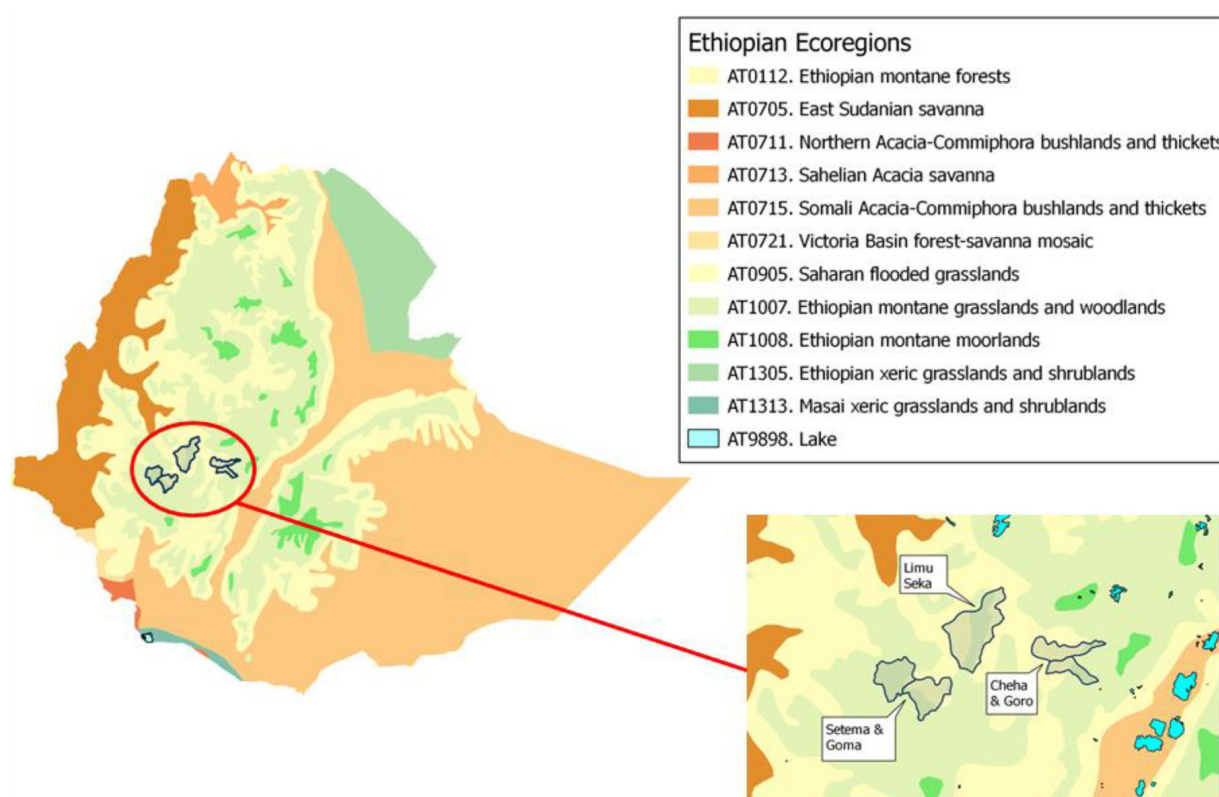 Ethiopian Ecoregions
AT0112. Ethiopian montane forests
AT0705. East Sudanian savanna
AT0711. Northern Acacia-Commiphora bushlands and thickets
AT0713. Sahelian Acacia savanna
AT0715. Somali Acacia-Commiphora bushlands and thickets
AT0721. Victoria Basin forest-savanna mosaic
AT0905. Saharan flooded grasslands
AT1007. Ethiopian montane grasslands and woodlands
AT1008. Ethiopian montane moorlands
AT1305. Ethiopian xeric grasslands and shrublands
AT1313. Masai xeric grasslands and shrublands
AT9898. Lake
Limu
Seka
Cheha
& Goro
Setema &
Goma